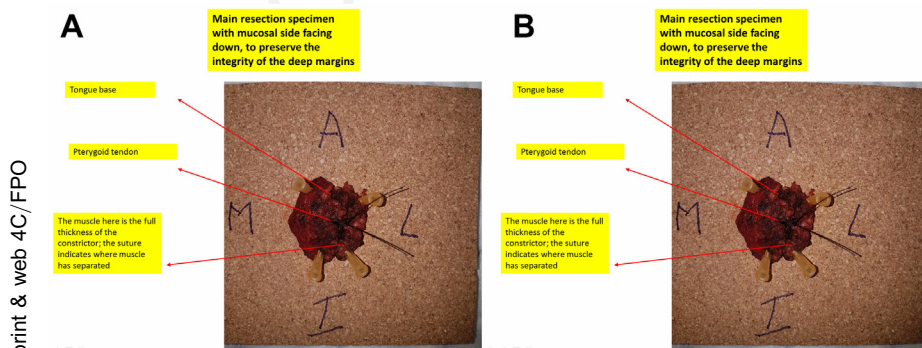 A
Main resection specimen
with mucosal side facing
down, to preserve the
integrity of the deep margins
Tongue base
Pterygoid tendon
The muscle here is the full
thickness of the
constrictor; the suture
indicates where muscle
has separated
A
M
L
I
B
Main resection specimen
with mucosal side facing
down, to preserve the
integrity of the deep margins
Tongue base
Pterygoid tendon
The muscle here is the full
thickness of the
constrictor; the suture
indicates where muscle
has separated
A
M
L
I
print & web 4C/FPO